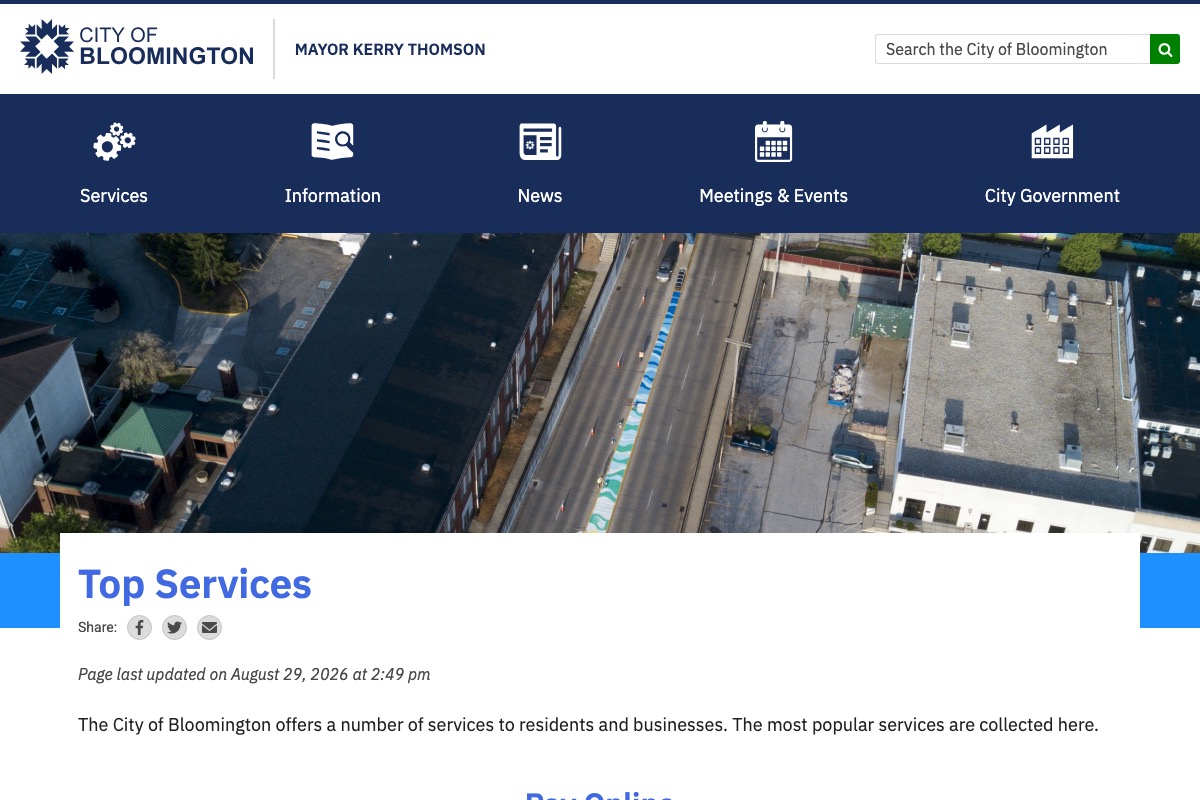 CITY OF
BLOOMINGTON
MAYOR KERRY THOMSON
Search the City of Bloomington
Services
Information
News
Meetings & Events
City Government
Top Services
Share:
Page last updated on August 29, 2026 at 2:49 pm
The City of Bloomington offers a number of services to residents and businesses. The most popular services are collected here.
Pay Online